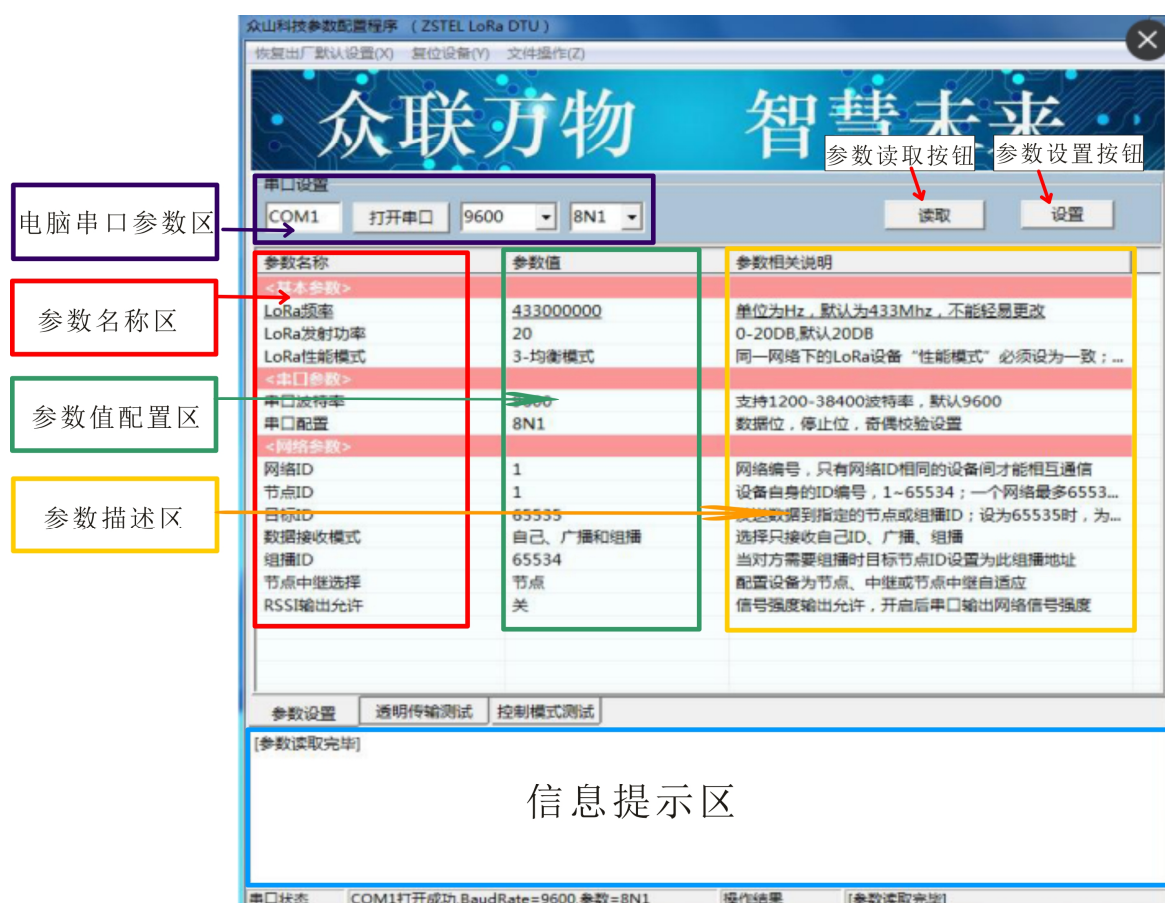 众山科技参数配置程序 （ZSTEL LoRa DTU）
恢复出厂默认设置(X) 复位设备(Y) 文件操作(Z)
众联万物 智慧未来
参数读取按钮 参数设置按钮
串口设置
电脑串口参数区
COM1 打开串口 9600 8N1 读取 设置
参数名称 参数值 参数相关说明
<基本参数>
LoRa频率 433000000 单位为Hz，默认为433Mhz，不能轻易更改
参数名称区
LoRa发射功率 20 0-20DB,默认20DB
LoRa性能模式 3-均衡模式 同一网络下的LoRa设备“性能模式”必须设为一致；...
<串口参数>
串口波特率 9600 支持1200-38400波特率，默认9600
参数值配置区
串口配置 8N1 数据位，停止位，奇偶校验设置
<网络参数>
网络ID 1 网络编号，只有网络ID相同的设备间才能相互通信
节点ID 1 设备自身的ID编号，1~65534；一个网络最多6553...
参数描述区
目标ID 65535 发送数据到指定的节点或组播ID；设为65535时，为...
数据接收模式 自己、广播和组播 选择只接收自己ID、广播、组播
组播ID 65534 当对方需要组播时目标节点ID设置为此组播地址
节点中继选择 节点 配置设备为节点、中继或节点中继自适应
RSSI输出允许 关 信号强度输出允许，开启后串口输出网络信号强度
参数设置 透明传输测试 控制模式测试
[参数读取完毕]
信息提示区
串口状态 COM1打开成功,BaudRate=9600,参数=8N1 操作结果 [参数读取完毕]